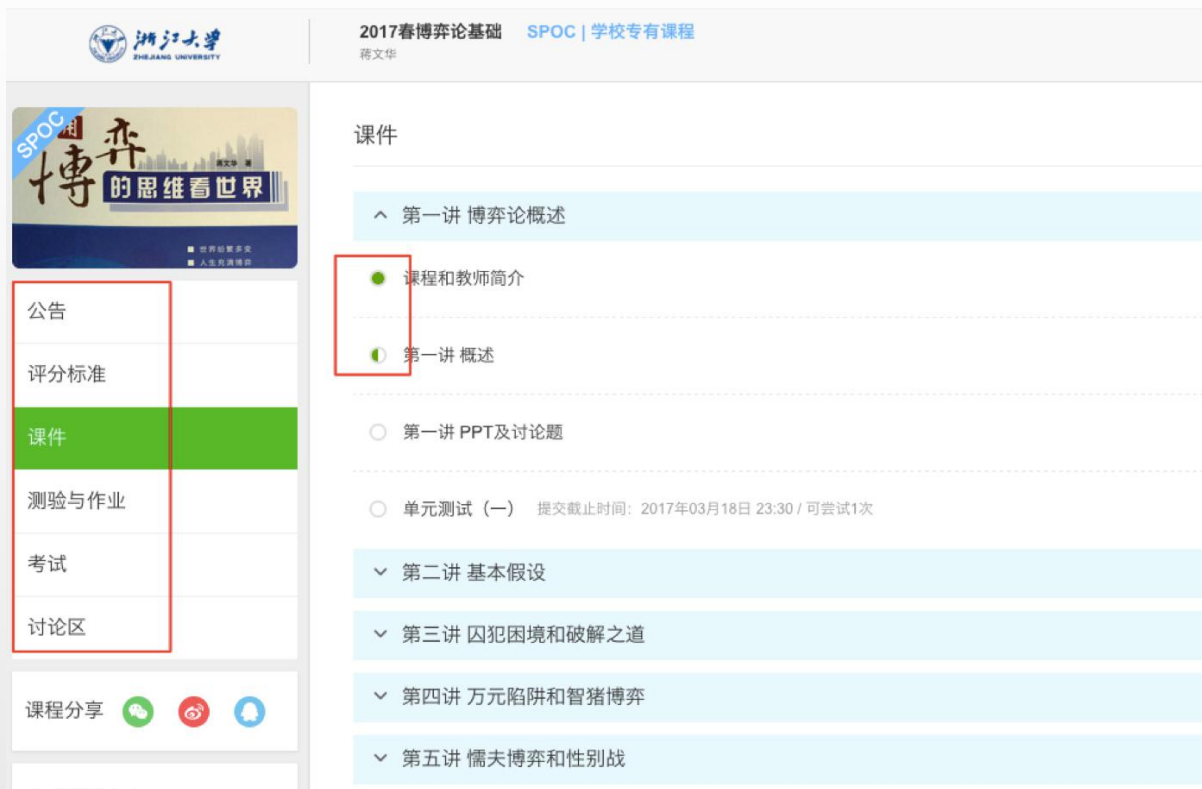 浙江大学
ZHEJIANG UNIVERSITY
2017春博弈论基础 SPOC | 学校专有课程
蒋文华
SPOC
用
博弈
蒋文华 著
的思维看世界
世界纷繁多变
人生充满博弈
公告
评分标准
课件
测验与作业
考试
讨论区
课程分享
课件
第一讲 博弈论概述
课程和教师简介
第一讲 概述
第一讲 PPT及讨论题
单元测试（一） 提交截止时间：2017年03月18日 23:30 / 可尝试1次
第二讲 基本假设
第三讲 囚犯困境和破解之道
第四讲 万元陷阱和智猪博弈
第五讲 懦夫博弈和性别战